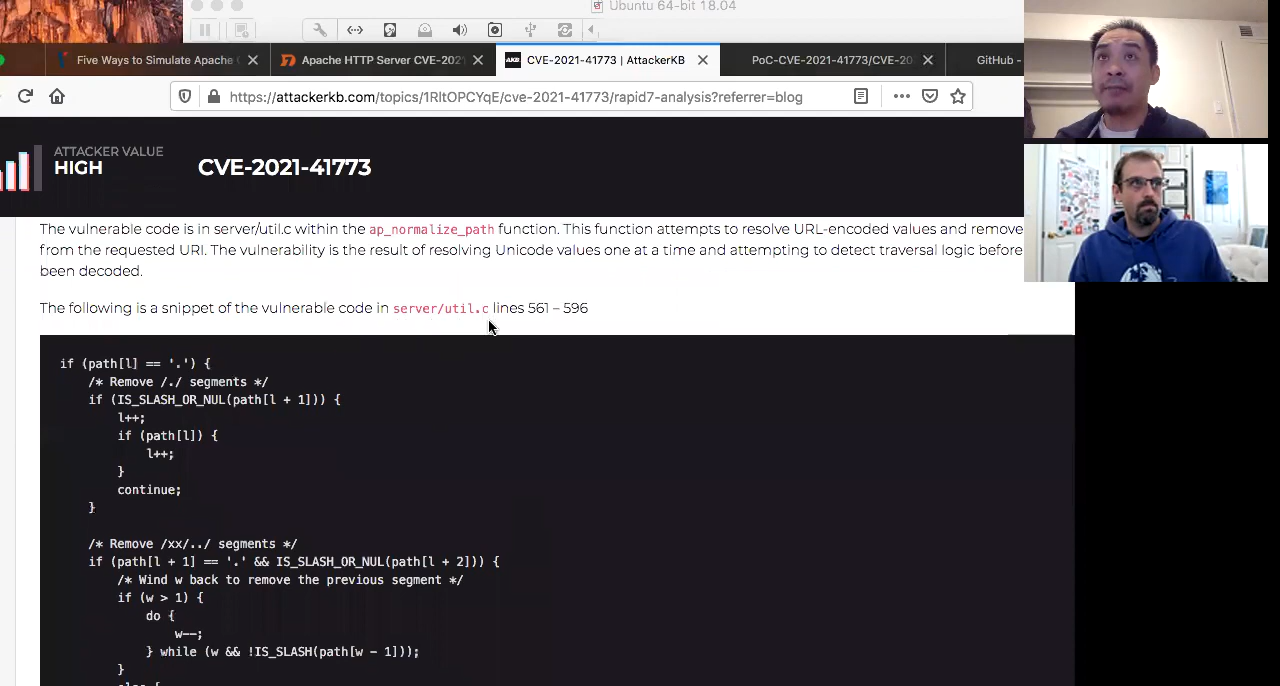 Ubuntu 64-bit 18.04
Five Ways to Simulate Apache
Apache HTTP Server CVE-202
AKB CVE-2021-41773 | AttackerKB
PoC-CVE-2021-41773/CVE-20
GitHub -
https://attackerkb.com/topics/1RltOPCYqE/cve-2021-41773/rapid7-analysis?referrer=blog
ATTACKER VALUE
HIGH
CVE-2021-41773
The vulnerable code is in server/util.c within the ap_normalize_path function. This function attempts to resolve URL-encoded values and remove
from the requested URI. The vulnerability is the result of resolving Unicode values one at a time and attempting to detect traversal logic before
been decoded.
The following is a snippet of the vulnerable code in server/util.c lines 561 – 596
if (path[l] == '.') {
/* Remove /./ segments */
if (IS_SLASH_OR_NUL(path[l + 1])) {
l++;
if (path[l]) {
l++;
}
continue;
}
/* Remove /xx/../ segments */
if (path[l + 1] == '.' && IS_SLASH_OR_NUL(path[l + 2])) {
/* Wind w back to remove the previous segment */
if (w > 1) {
do {
w--;
} while (w && !IS_SLASH(path[w - 1]));
}
else {